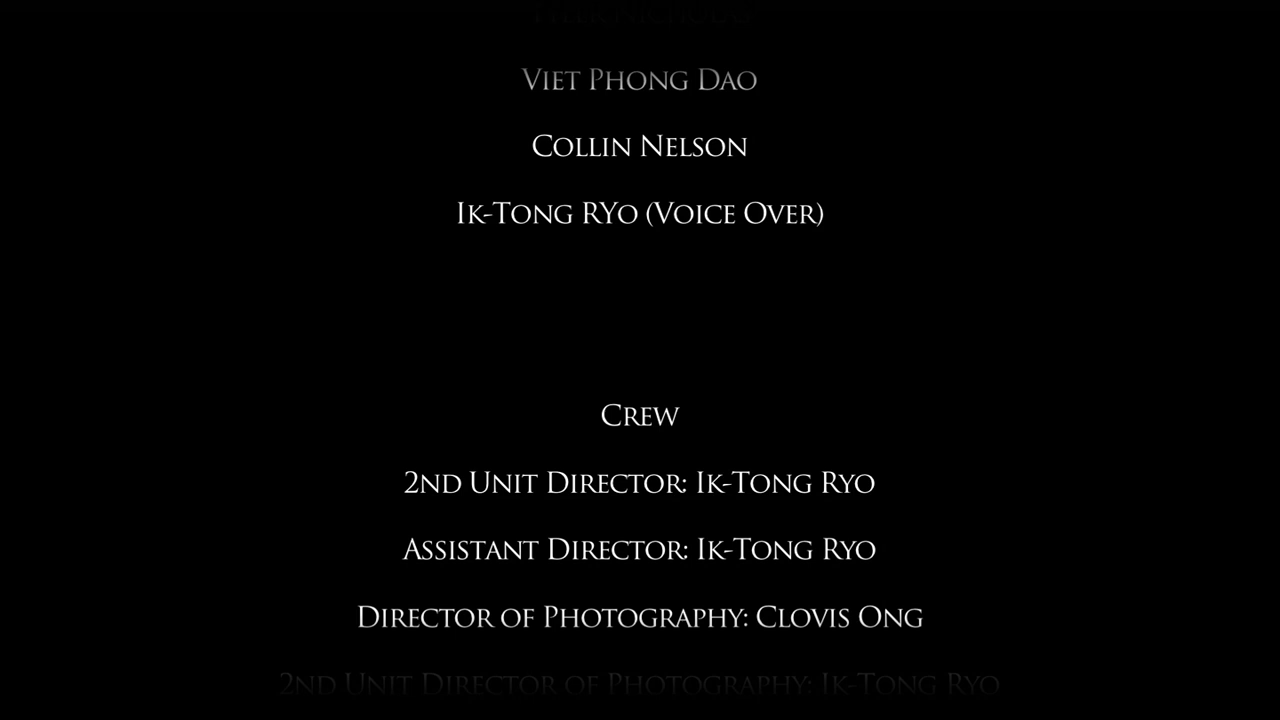 Viet Phong Dao
Collin Nelson
Ik-Tong RYo (Voice Over)
Crew
2nd Unit Director: Ik-Tong Ryo
Assistant Director: Ik-Tong Ryo
Director of Photography: Clovis Ong
2nd Unit Director of Photography: Ik-Tong Ryo